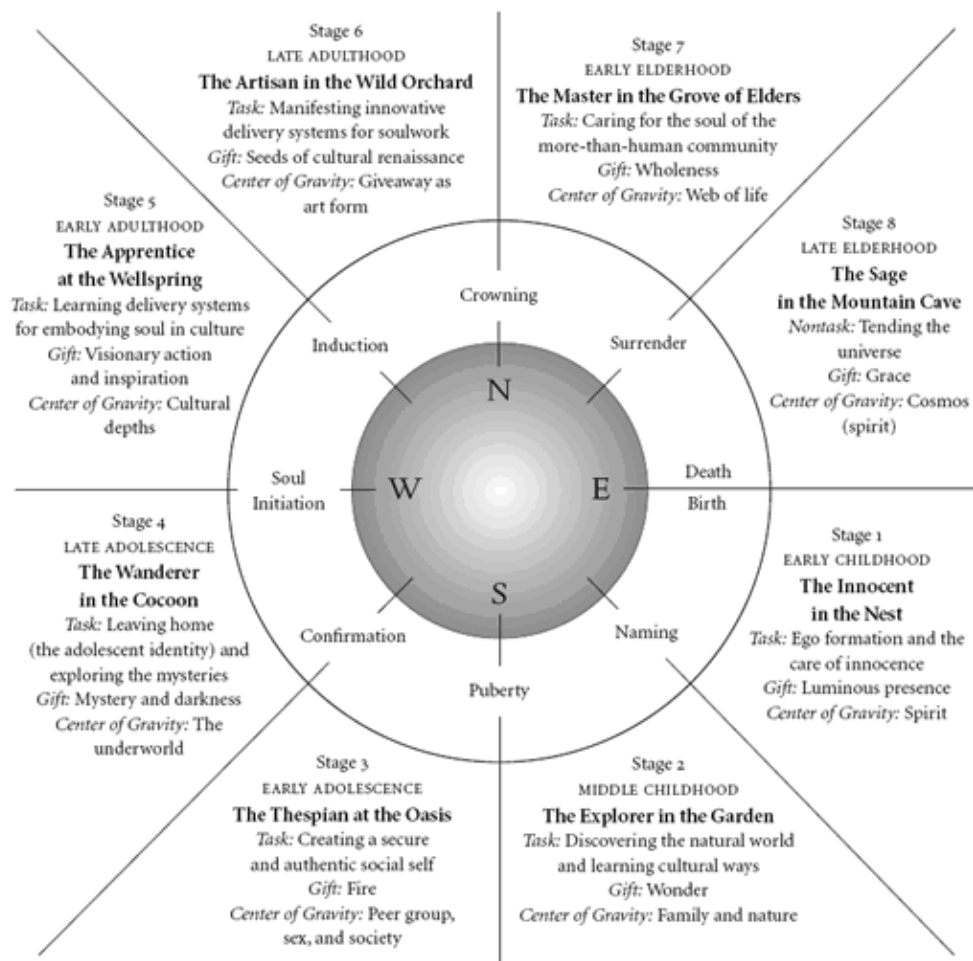 Stage 6
LATE ADULTHOOD
The Artisan in the Wild Orchard
Task: Manifesting innovative
delivery systems for soulwork
Gift: Seeds of cultural renaissance
Center of Gravity: Giveaway as
art form
Stage 7
EARLY ELDERHOOD
The Master in the Grove of Elders
Task: Caring for the soul of the
more-than-human community
Gift: Wholeness
Center of Gravity: Web of life
Stage 5
EARLY ADULTHOOD
The Apprentice
at the Wellspring
Task: Learning delivery systems
for embodying soul in culture
Gift: Visionary action
and inspiration
Center of Gravity: Cultural
depths
Stage 8
LATE ELDERHOOD
The Sage
in the Mountain Cave
Nontask: Tending the
universe
Gift: Grace
Center of Gravity: Cosmos
(spirit)
Crowning
Induction
Surrender
N
Soul
Initiation
W
E
Death
Birth
S
Confirmation
Naming
Puberty
Stage 4
LATE ADOLESCENCE
The Wanderer
in the Cocoon
Task: Leaving home
(the adolescent identity) and
exploring the mysteries
Gift: Mystery and darkness
Center of Gravity: The
underworld
Stage 1
EARLY CHILDHOOD
The Innocent
in the Nest
Task: Ego formation and the
care of innocence
Gift: Luminous presence
Center of Gravity: Spirit
Stage 3
EARLY ADOLESCENCE
The Thespian at the Oasis
Task: Creating a secure
and authentic social self
Gift: Fire
Center of Gravity: Peer group,
sex, and society
Stage 2
MIDDLE CHILDHOOD
The Explorer in the Garden
Task: Discovering the natural world
and learning cultural ways
Gift: Wonder
Center of Gravity: Family and nature